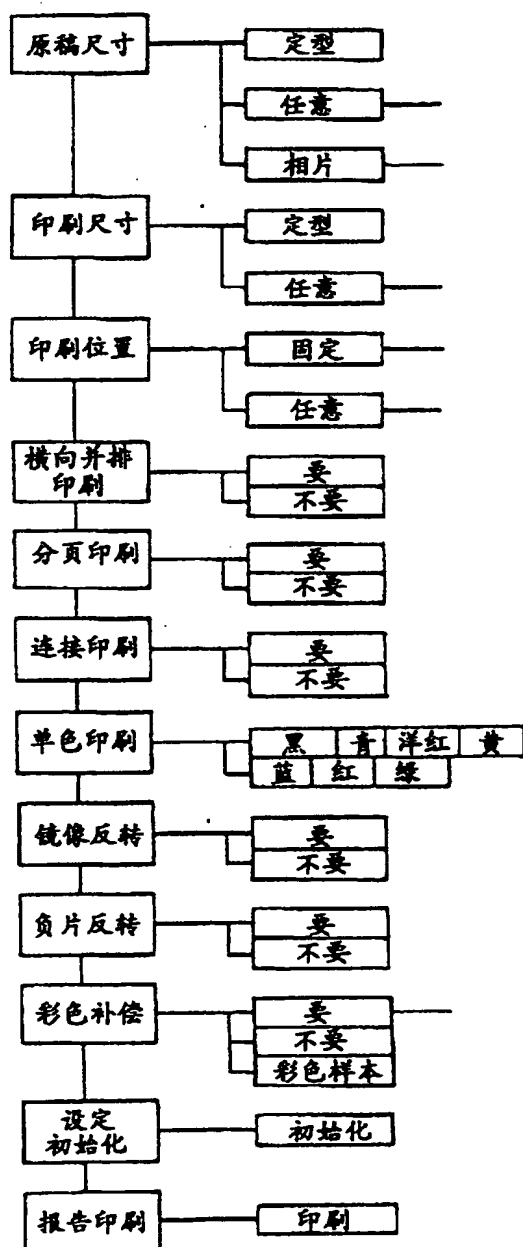 原稿尺寸
定型
任意
相片
印刷尺寸
定型
任意
印刷位置
固定
任意
横向并排
印刷
要
不要
分页印刷
要
不要
连接印刷
要
不要
单色印刷
黑 青 洋红 黄
蓝 红 绿
镜像反转
要
不要
负片反转
要
不要
彩色补偿
要
不要
彩色样本
设定
初始化
初始化
报告印刷
印刷